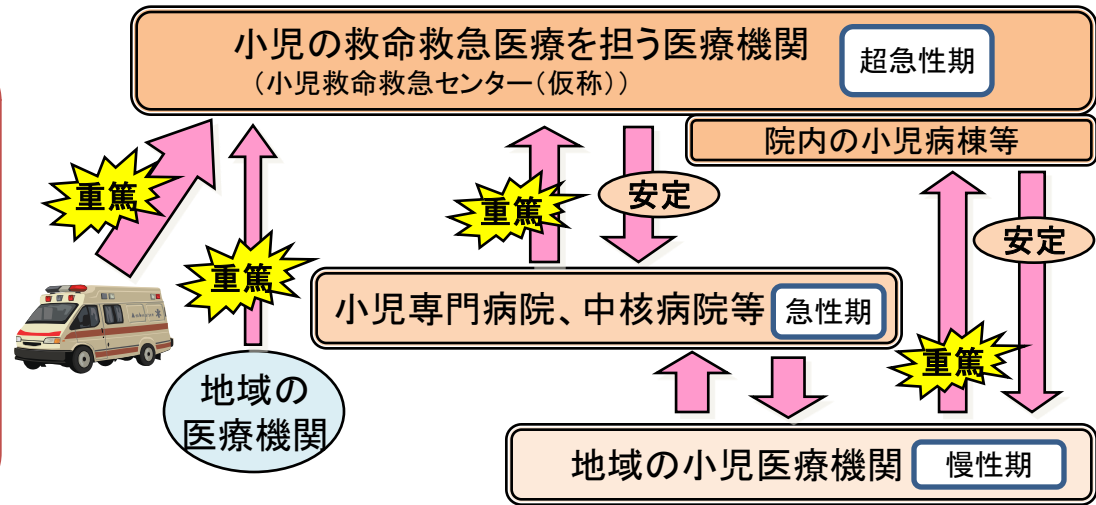 小児の救命救急医療を担う医療機関
（小児救命救急センター（仮称））
超急性期
院内の小児病棟等
重篤
重篤
重篤
安定
安定
小児専門病院、中核病院等
急性期
重篤
地域の
医療機関
地域の小児医療機関
慢性期